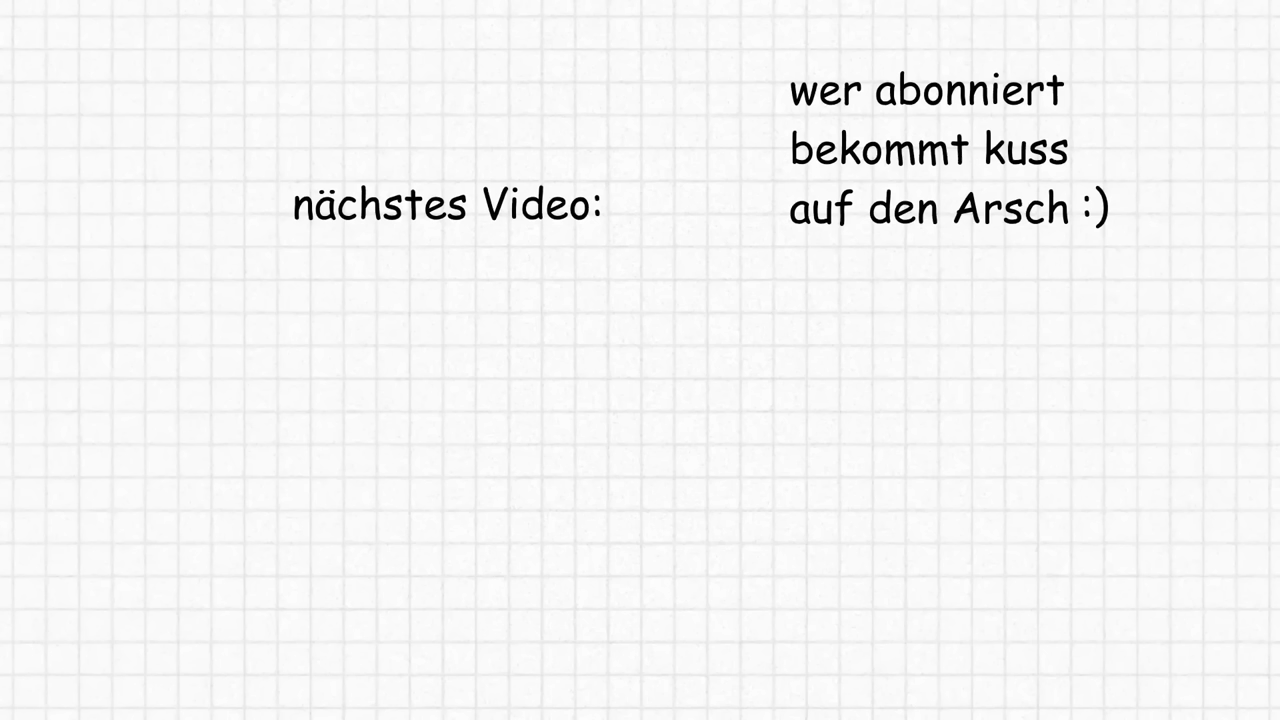 nächstes Video:
wer abonniert
bekommt kuss
auf den Arsch :)